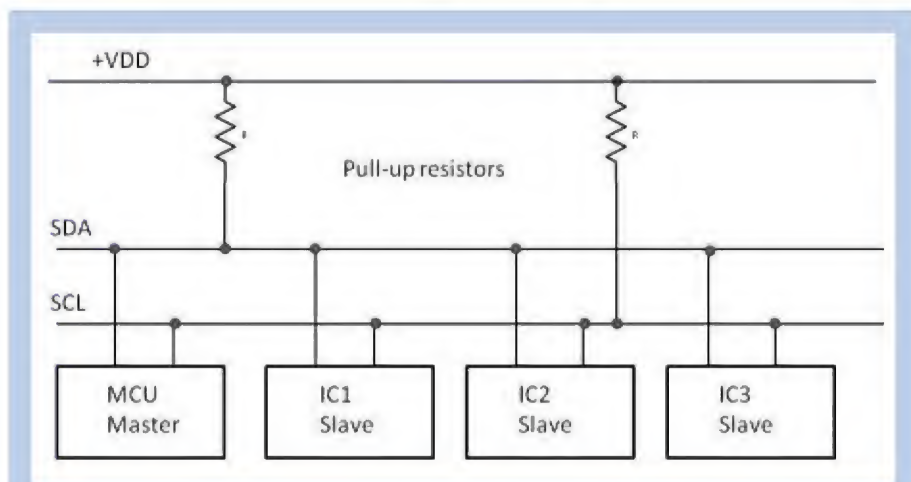 +VDD
R
Pull-up resistors
SDA
SCL
MCU
Master
IC1
Slave
IC2
Slave
IC3
Slave